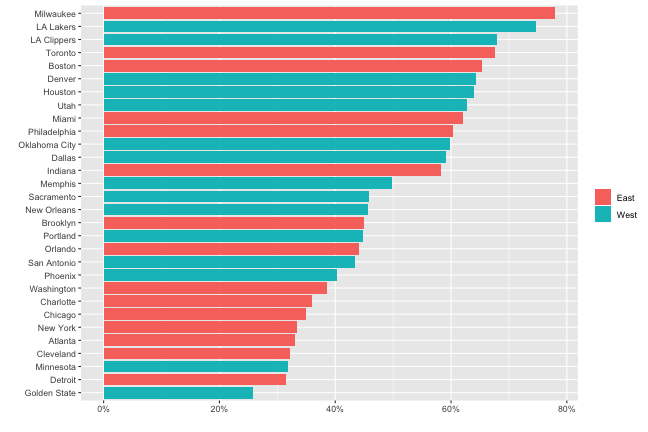 Milwaukee
LA Lakers
LA Clippers
Toronto
Boston
Denver
Houston
Utah
Miami
Philadelphia
Oklahoma City
Dallas
Indiana
Memphis
Sacramento
New Orleans
Brooklyn
Portland
Orlando
San Antonio
Phoenix
Washington
Charlotte
Chicago
New York
Atlanta
Cleveland
Minnesota
Detroit
Golden State
0% 20% 40% 60% 80%
East
West